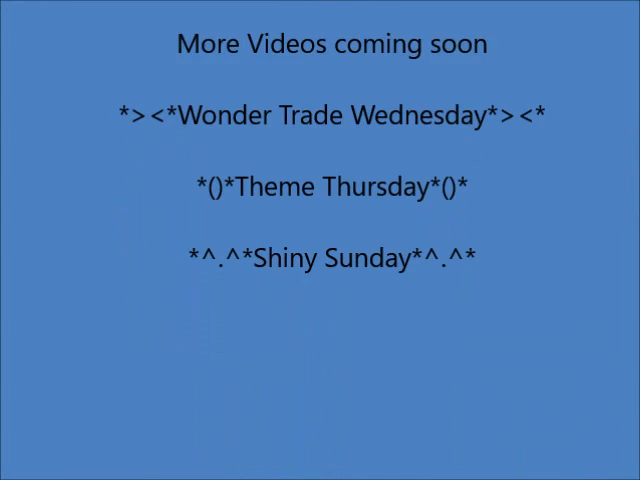 More Videos coming soon
*><*Wonder Trade Wednesday*><*
*()*Theme Thursday*()*
*^.^*Shiny Sunday*^.^*